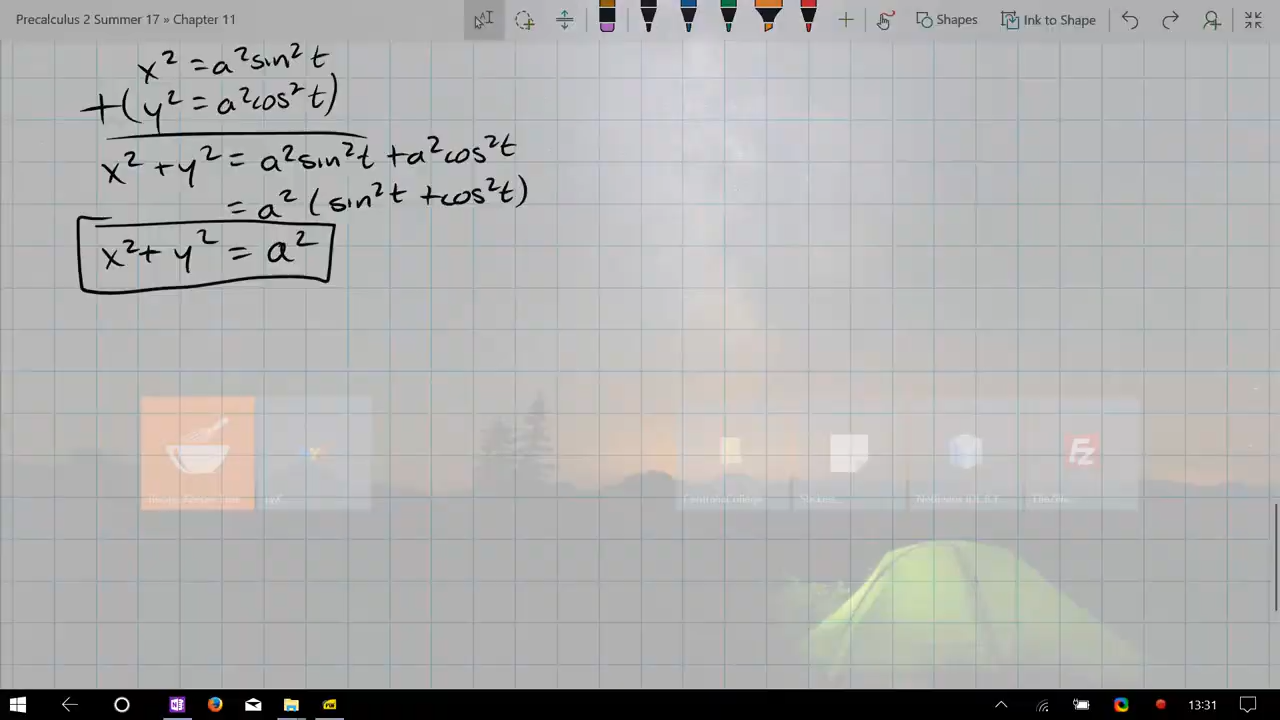 Precalculus 2 Summer 17 » Chapter 11
Shapes
Ink to Shape
x² = a²sin²t
+(y² = a²cos²t)
x² + y² = a²sin²t + a²cos²t
= a²(sin²t + cos²t)
x² + y² = a²
13:31